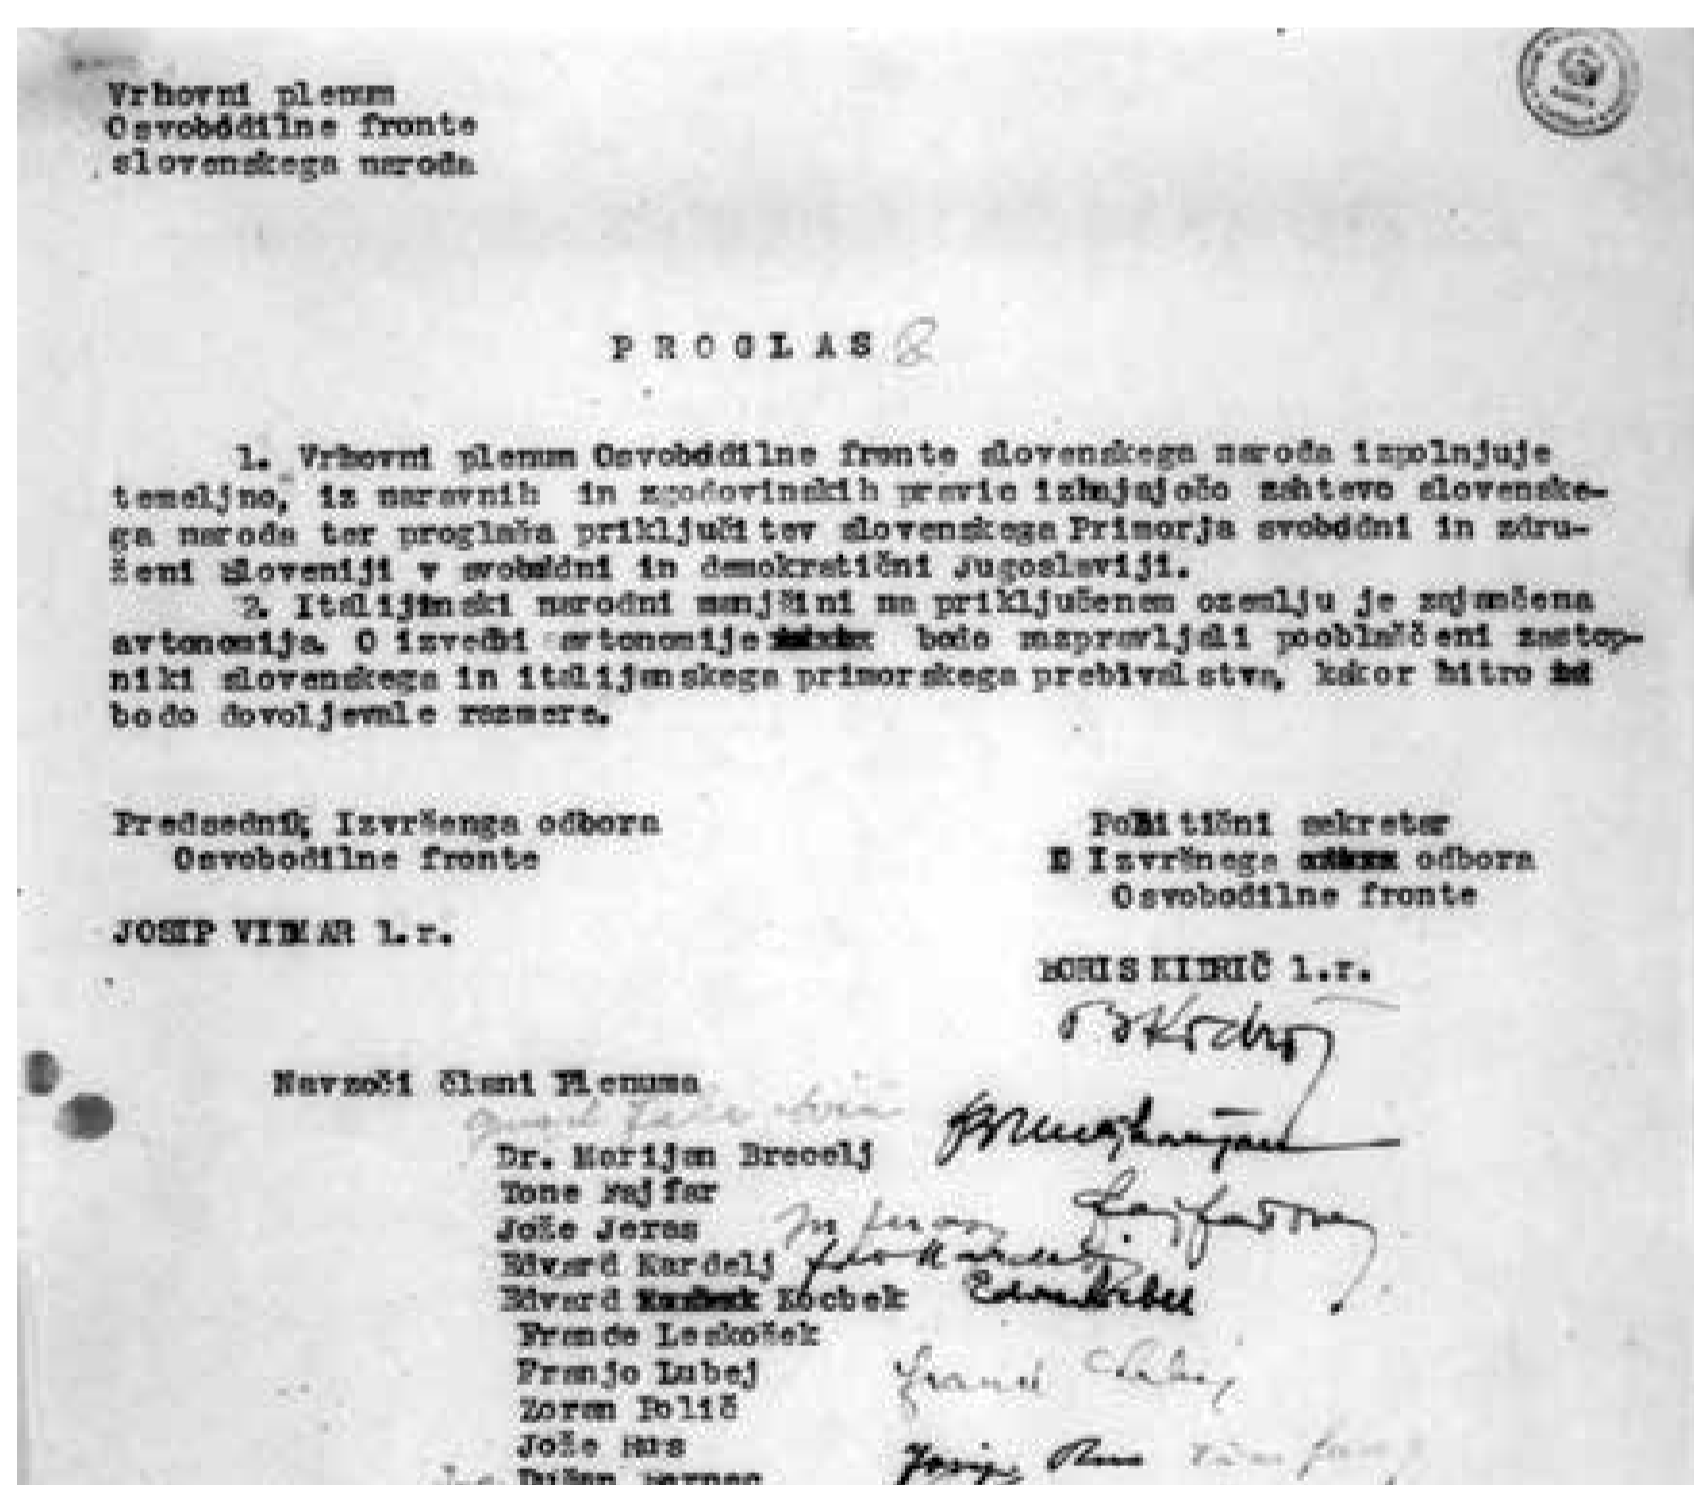 Vrhovni plenum
Osvobodilne fronte
slovenskega naroda
P R O G L A S
1. Vrhovni plenum Osvobodilne fronte slovenskega naroda izpolnjuje
temeljno, iz naravnih in zgodovinskih pravic izhajajočo zahtevo slovenske-
ga naroda ter proglaša priključitev slovenskega Primorja svobodni in zdru-
ženi Sloveniji v svobodni in demokratični Jugoslaviji.
2. Italijanski narodni manjšini na priključenem ozemlju je zajamčena
avtonomija. O izvedbi avtonomije bodo razpravljali pooblaščeni zastop-
niki slovenskega in italijanskega primorskega prebivalstva, kakor hitro
bodo dovoljevale razmere.
Predsednik Izvršenga odbora
Osvobodilne fronte
JOSIP VIDMAR l.r.
Politični sekretar
Izvršnega odbora
Osvobodilne fronte
BORIS KIDRIČ l.r.
Navzoči člani Plenuma
Dr. Marijan Brecelj
Tone Fajfar
Jože Jeras
Edvard Kardelj
Edvard Kocbek
France Leskošek
Franjo Lubej
Zoran Polič
Jože Rus
Dušan Sernec